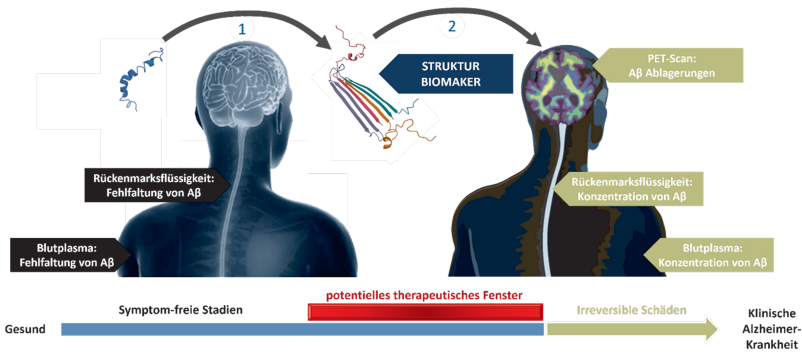 1
2
STRUKTUR
BIOMAKER
PET-Scan:
Aβ Ablagerungen
Rückenmarksflüssigkeit:
Fehlfaltung von Aβ
Rückenmarksflüssigkeit:
Konzentration von Aβ
Blutplasma:
Fehlfaltung von Aβ
Blutplasma:
Konzentration von Aβ
potentielles therapeutisches Fenster
Symptom-freie Stadien
Irreversible Schäden
Gesund
Klinische
Alzheimer-
Krankheit